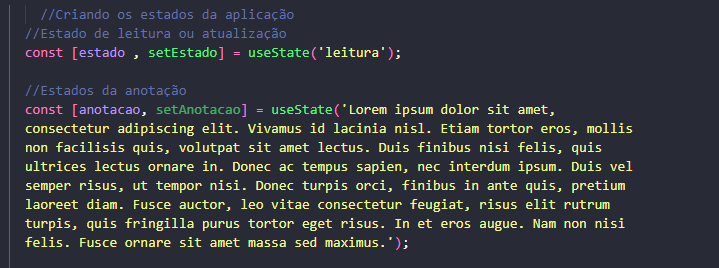 //Criando os estados da aplicação
//Estado de leitura ou atualização
const [estado , setEstado] = useState('leitura');
//Estados da anotação
const [anotacao, setAnotacao] = useState('Lorem ipsum dolor sit amet,
consectetur adipiscing elit. Vivamus id lacinia nisl. Etiam tortor eros, mollis
non facilisis quis, volutpat sit amet lectus. Duis finibus nisi felis, quis
ultrices lectus ornare in. Donec ac tempus sapien, nec interdum ipsum. Duis vel
semper risus, ut tempor nisi. Donec turpis orci, finibus in ante quis, pretium
laoreet diam. Fusce auctor, leo vitae consectetur feugiat, risus elit rutrum
turpis, quis fringilla purus tortor eget risus. In et eros augue. Nam non nisi
felis. Fusce ornare sit amet massa sed maximus.');